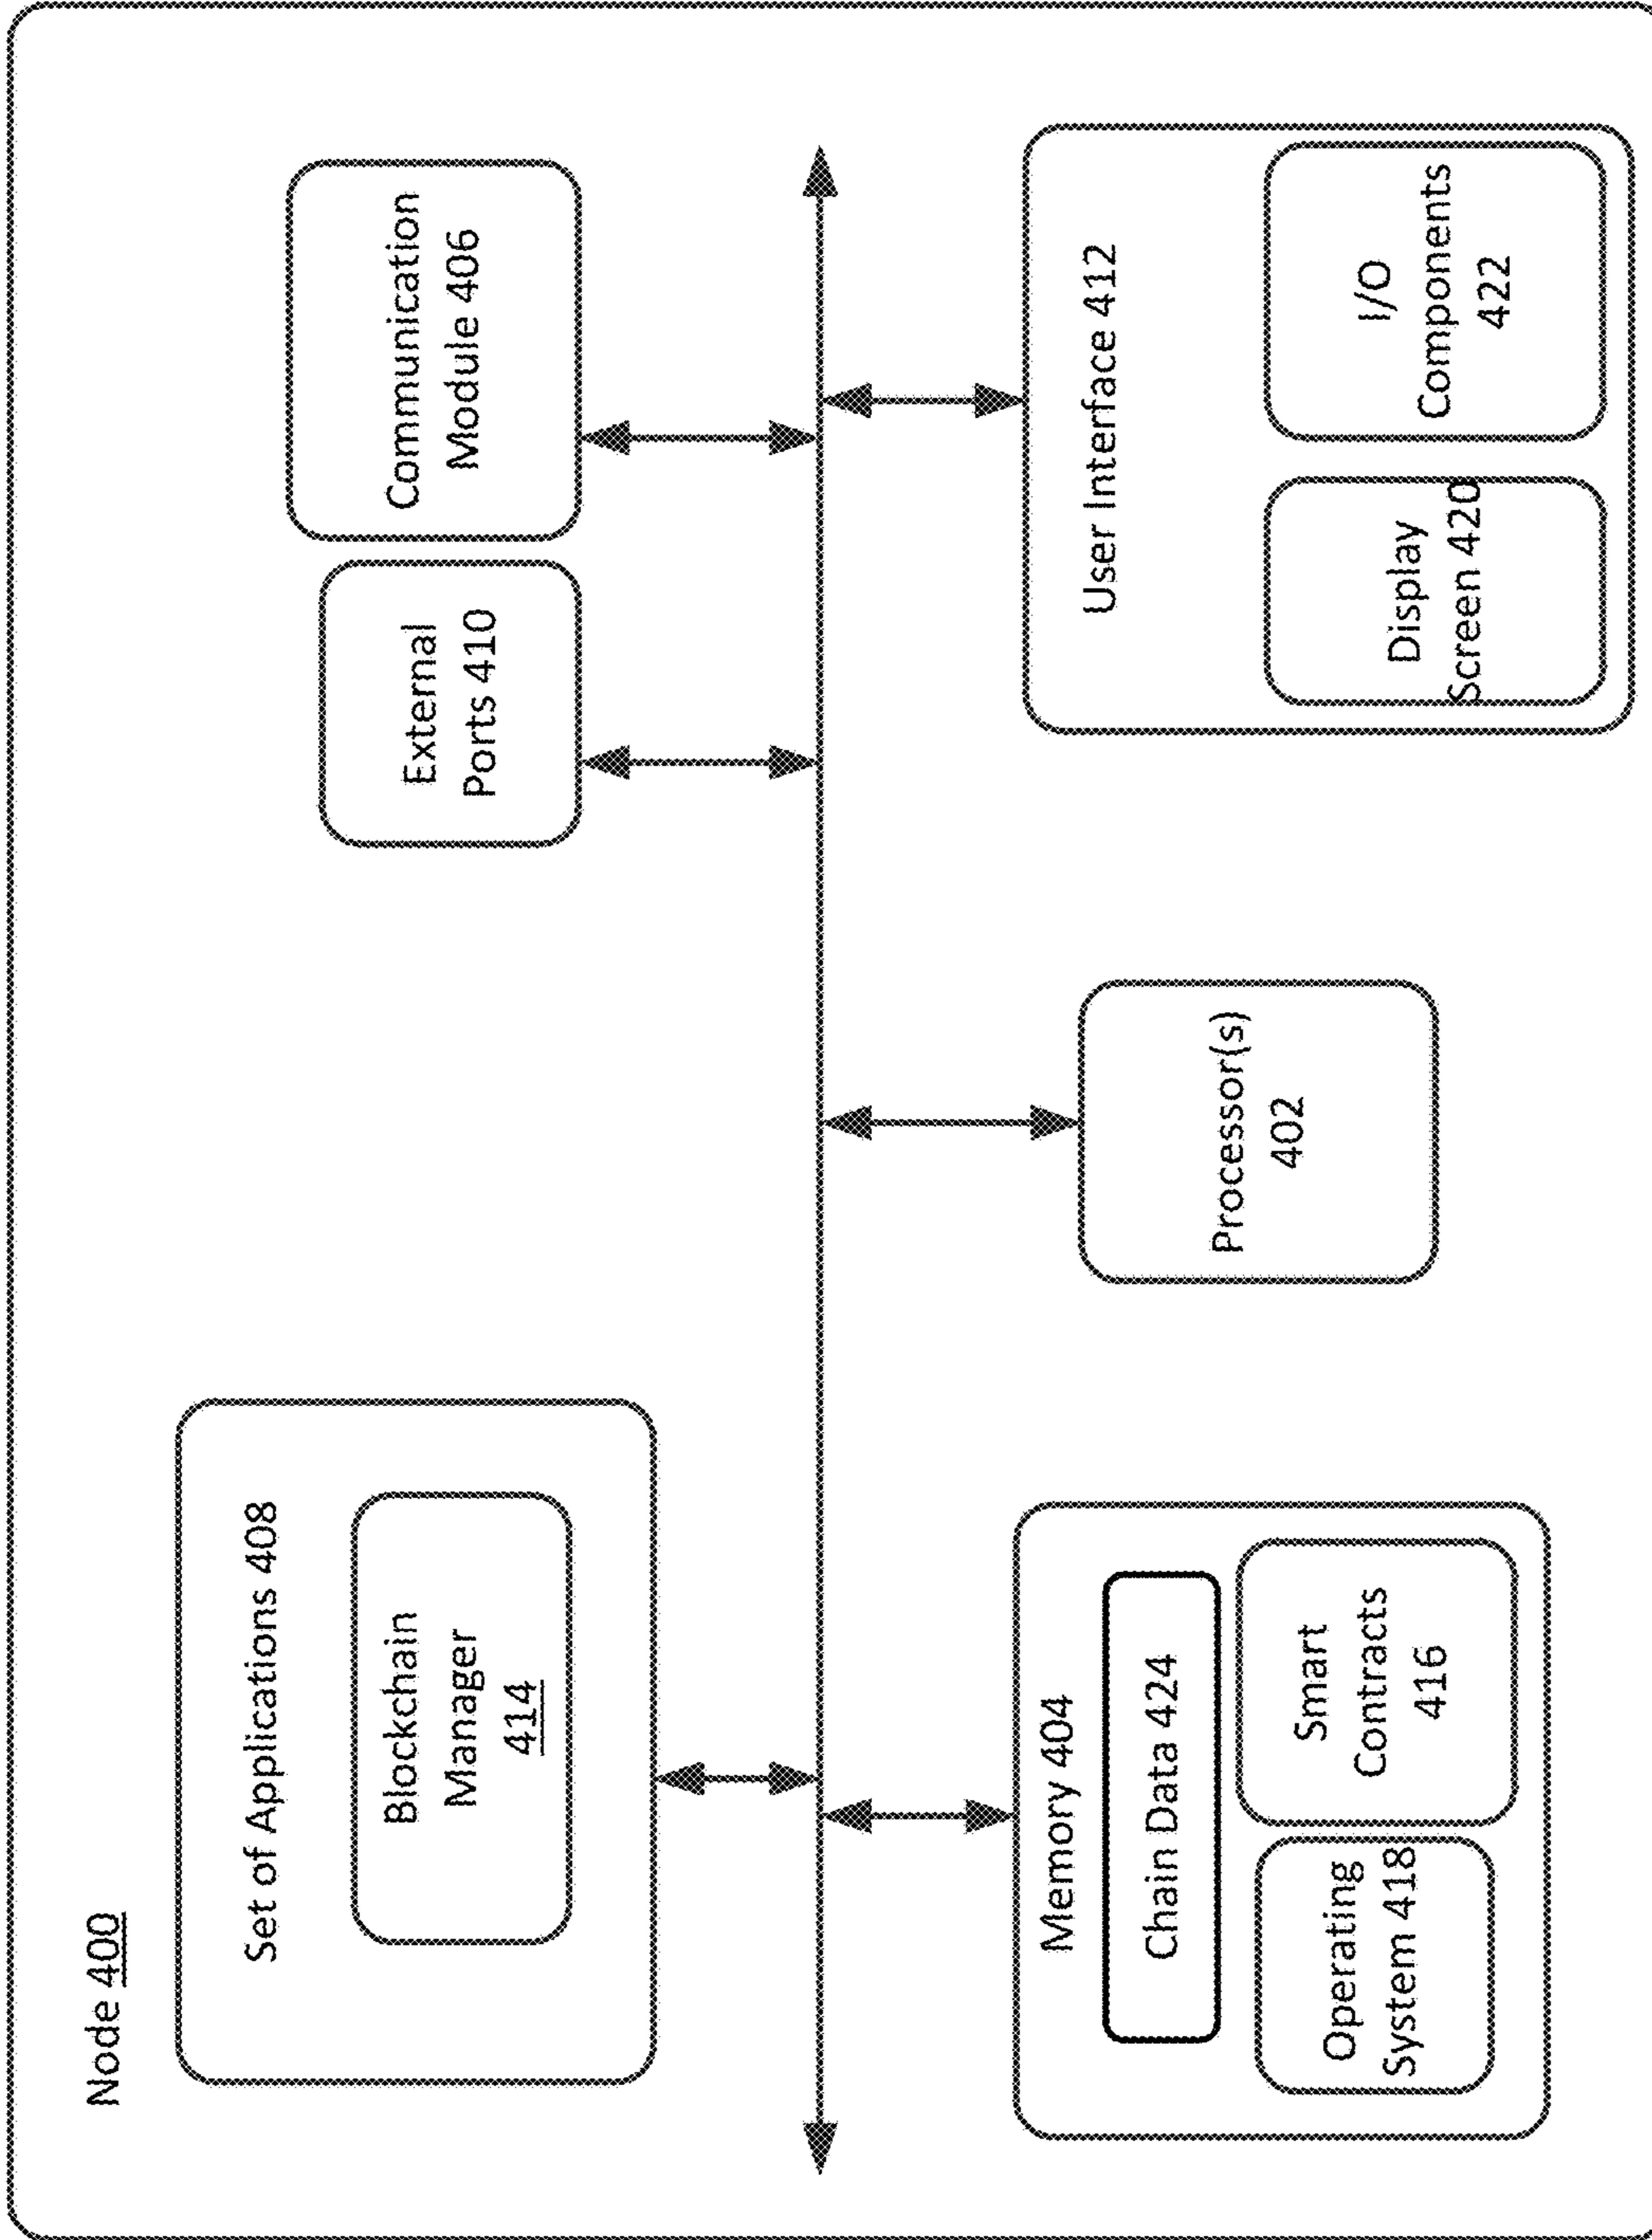 Node 400
Set of Applications 408
Blockchain
Manager
414
External
Ports 410
Communication
Module 406
Memory 404
Chain Data 424
Operating
System 418
Smart
Contracts
416
Processor(s)
402
User Interface 412
Display
Screen 420
I/O
Components
422